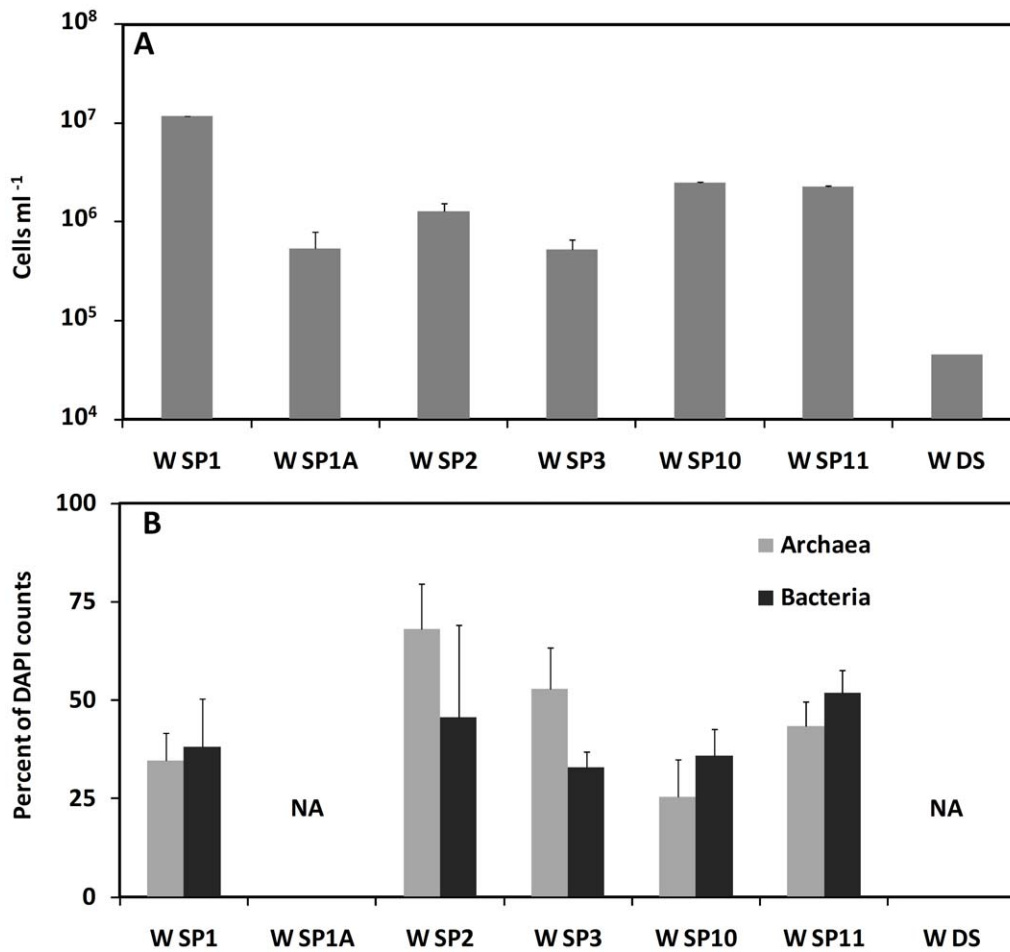 A
10⁸
10⁷
10⁶
10⁵
10⁴
Cells ml ⁻¹
W SP1 W SP1A W SP2 W SP3 W SP10 W SP11 W DS
B
100
75
50
25
0
Percent of DAPI counts
Archaea
Bacteria
NA NA
W SP1 W SP1A W SP2 W SP3 W SP10 W SP11 W DS